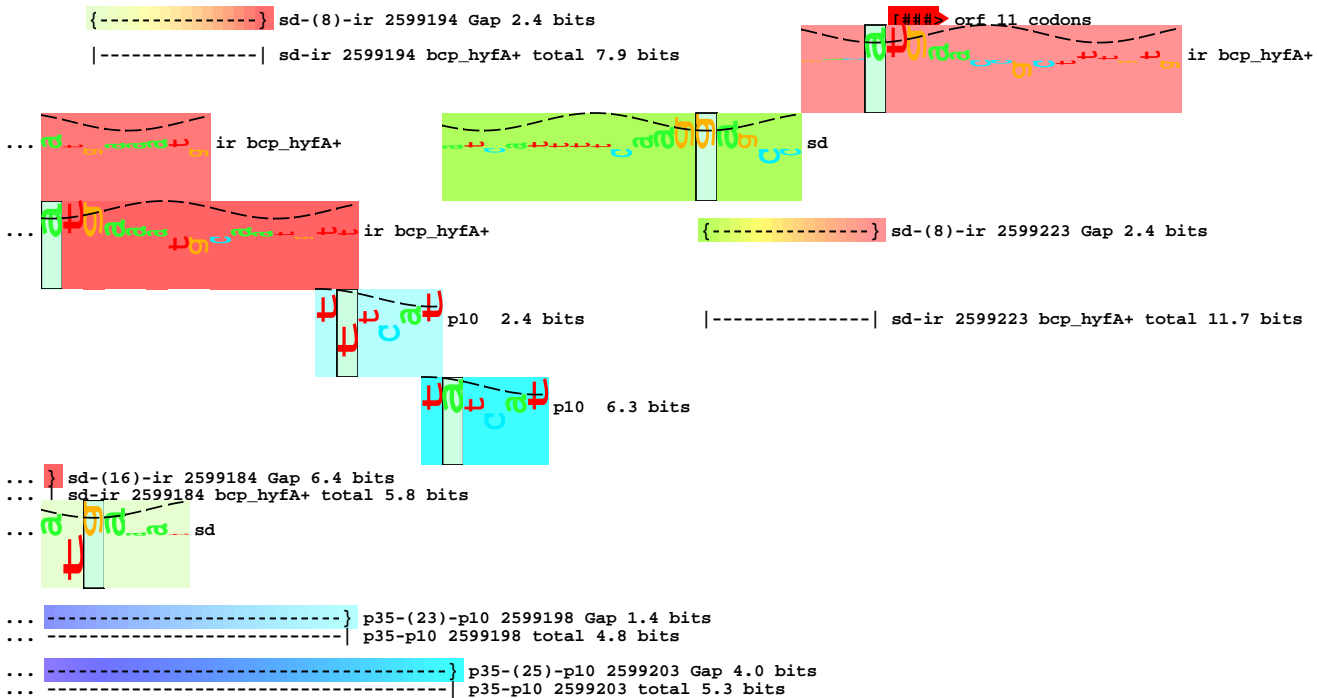 {---------------} sd-(8)-ir 2599194 Gap 2.4 bits
[###> orf 11 codons
|---------------| sd-ir 2599194 bcp_hyfA+ total 7.9 bits
ir bcp_hyfA+
... ir bcp_hyfA+
sd
... ir bcp_hyfA+
{---------------} sd-(8)-ir 2599223 Gap 2.4 bits
p10 2.4 bits
|---------------| sd-ir 2599223 bcp_hyfA+ total 11.7 bits
p10 6.3 bits
... } sd-(16)-ir 2599184 Gap 6.4 bits
... | sd-ir 2599184 bcp_hyfA+ total 5.8 bits
... sd
... ----------------------------} p35-(23)-p10 2599198 Gap 1.4 bits
... ----------------------------| p35-p10 2599198 total 4.8 bits
... --------------------------------------} p35-(25)-p10 2599203 Gap 4.0 bits
... --------------------------------------| p35-p10 2599203 total 5.3 bits